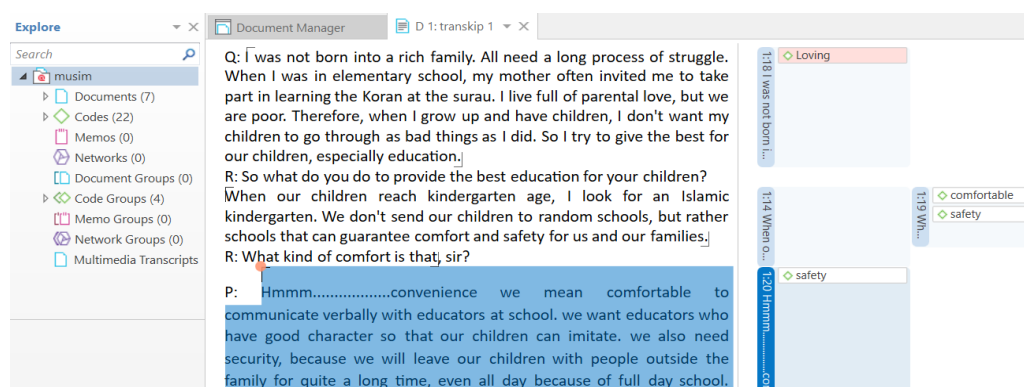 Explore
Document Manager
D 1: transkip 1
Search
musim
Documents (7)
Codes (22)
Memos (0)
Networks (0)
Document Groups (0)
Code Groups (4)
Memo Groups (0)
Network Groups (0)
Multimedia Transcripts
Q: I was not born into a rich family. All need a long process of struggle.
When I was in elementary school, my mother often invited me to take
part in learning the Koran at the surau. I live full of parental love, but we
are poor. Therefore, when I grow up and have children, I don't want my
children to go through as bad things as I did. So I try to give the best for
our children, especially education.
R: So what do you do to provide the best education for your children?
When our children reach kindergarten age, I look for an Islamic
kindergarten. We don't send our children to random schools, but rather
schools that can guarantee comfort and safety for us and our families.
R: What kind of comfort is that, sir?
P: Hmmm..................convenience we mean comfortable to
communicate verbally with educators at school. we want educators who
have good character so that our children can imitate. we also need
security, because we will leave our children with people outside the
family for quite a long time, even all day because of full day school.
1:18 I was not born i...
Loving
1:14 When o...
1:19 Wh...
comfortable
safety
1:20 Hmmm..................co
safety